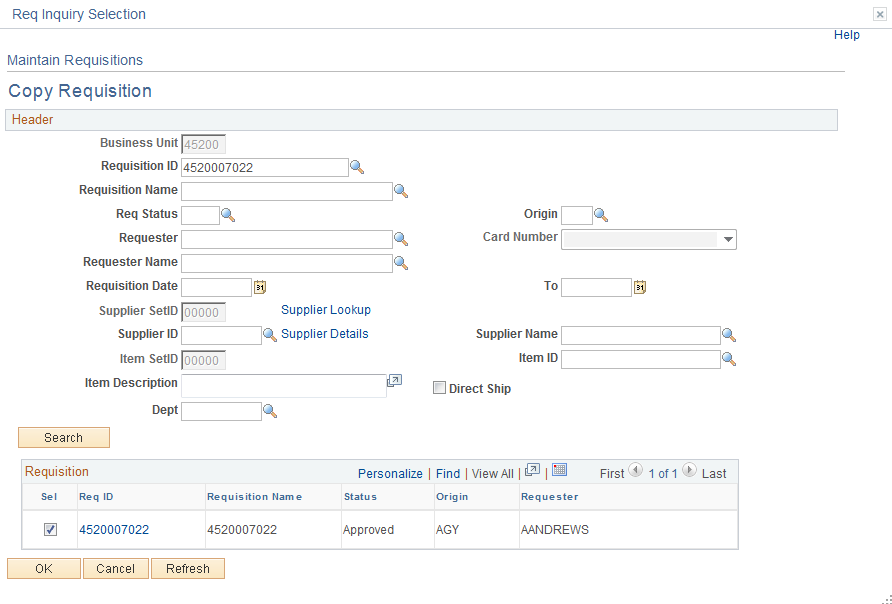 Req Inquiry Selection
Help
Maintain Requisitions
Copy Requisition
Header
Business Unit 45200
Requisition ID 4520007022
Requisition Name
Req Status Origin
Requester Card Number
Requester Name
Requisition Date 31 To 31
Supplier SetID 00000 Supplier Lookup
Supplier ID Supplier Details Supplier Name
Item SetID 00000 Item ID
Item Description Direct Ship
Dept
Search
Requisition Personalize | Find | View All | | First 1 of 1 Last
Sel Req ID Requisition Name Status Origin Requester
4520007022 4520007022 Approved AGY AANDREWS
OK Cancel Refresh